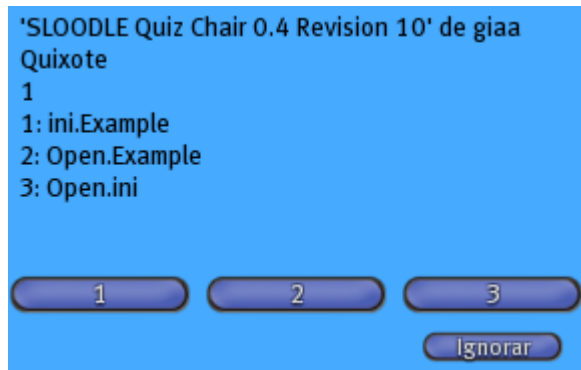 'SLOODLE Quiz Chair 0.4 Revision 10' de giaa
Quixote
1
1: ini.Example
2: Open.Example
3: Open.ini
1 2 3
Ignorar